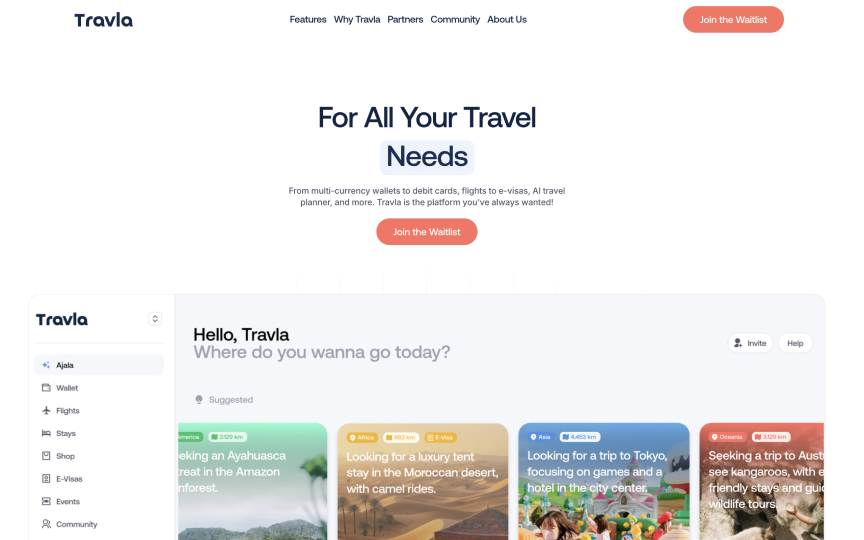 Travla
Features Why Travla Partners Community About Us
Join the Waitlist
For All Your Travel
Needs
From multi-currency wallets to debit cards, flights to e-visas, AI travel
planner, and more. Travla is the platform you've always wanted!
Join the Waitlist
Travla
Hello, Travla
Where do you wanna go today?
Invite
Help
Ajala
Wallet
Flights
Stays
Shop
E-Visas
Events
Community
Suggested
America 2.129 km
eking an Ayahuasca
treat in the Amazon
nforest.
Africa 983 km E-Visa
Looking for a luxury tent
stay in the Moroccan desert,
with camel rides.
Asia 4.453 km
Looking for a trip to Tokyo,
focusing on games and a
hotel in the city center.
Oceania 2.129 km
Seeking a trip to Aust
see kangaroos, with e
friendly stays and guid
wildlife tours.